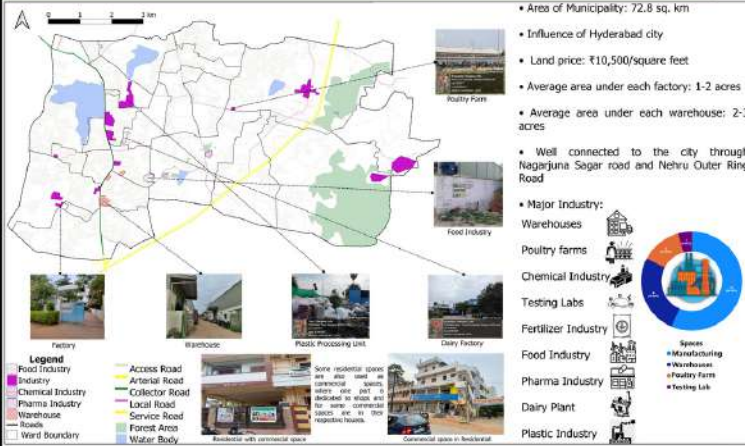 0 1 2 3 km
• Area of Municipality: 72.8 sq. km
• Influence of Hyderabad city
• Land price: ₹10,500/square feet
• Average area under each factory: 1-2 acres
• Average area under each warehouse: 2-3
acres
• Well connected to the city through
Nagarjuna Sagar road and Nehru Outer Ring
Road
• Major Industry:
Warehouses
Poultry farms
Chemical Industry
Testing Labs
Fertilizer Industry
Food Industry
Pharma Industry
Dairy Plant
Plastic Industry
Spaces
Manufacturing
Warehouses
Poultry Farm
Testing Lab
Poultry Farm
Food Industry
Factory
Warehouse
Plastic Processing Unit
Dairy Factory
Legend
Food Industry
Industry
Chemical Industry
Pharma Industry
Warehouse
Roads
Ward Boundary
Access Road
Arterial Road
Collector Road
Local Road
Service Road
Forest Area
Water Body
Residential with commercial space
Some residential spaces
are also used as
commercial spaces,
where one part is
dedicated to shops and
for some commercial
spaces are in their
respective houses.
Commercial space in Residential